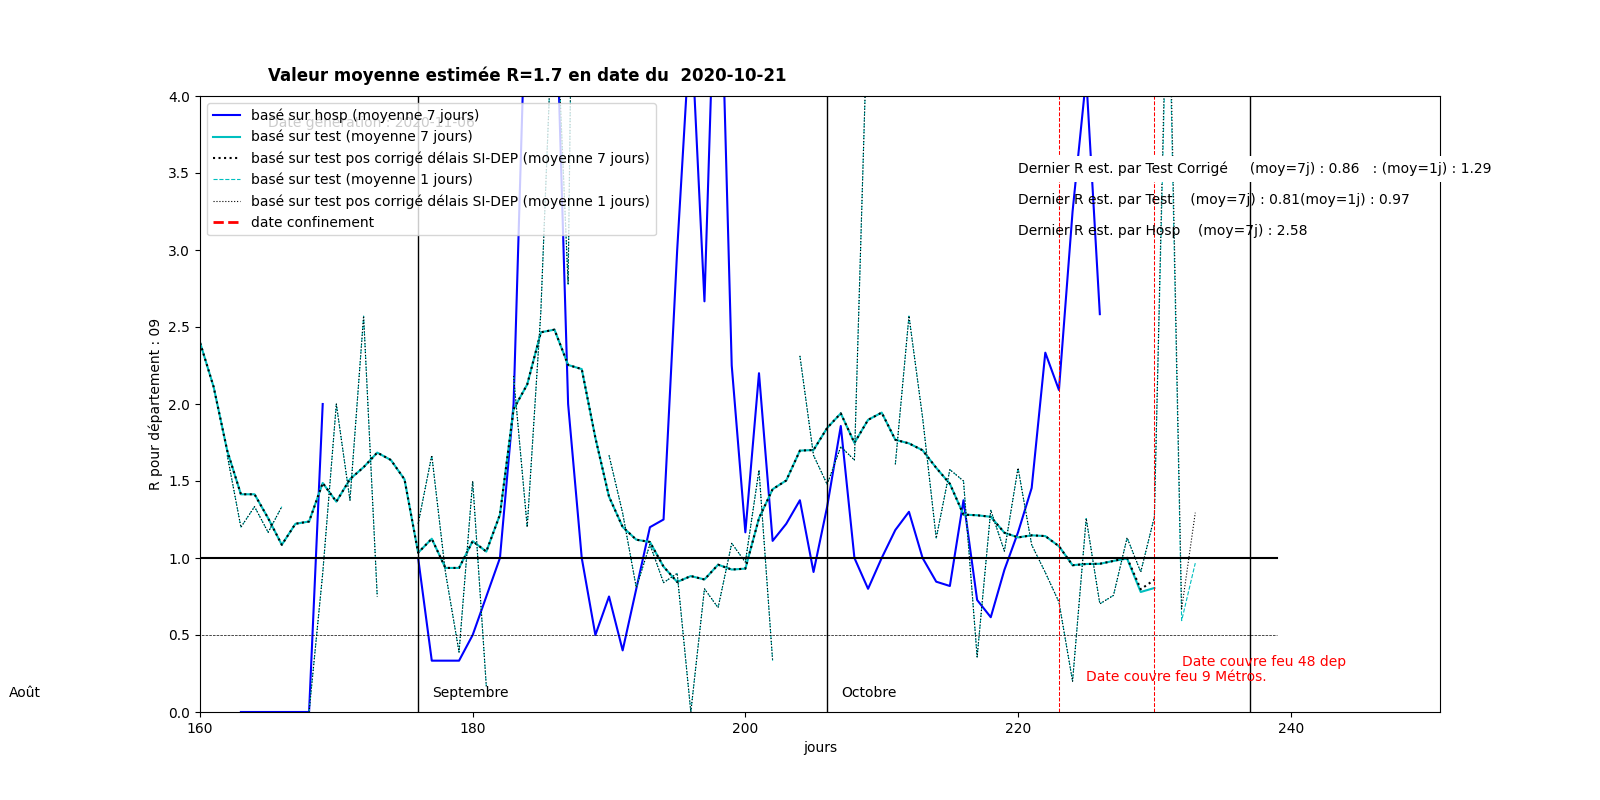 Valeur moyenne estimée R=1.7 en date du  2020-10-21
Date génération : 2020-11-08
basé sur hosp (moyenne 7 jours)
basé sur test (moyenne 7 jours)
basé sur test pos corrigé délais SI-DEP (moyenne 7 jours)
basé sur test (moyenne 1 jours)
basé sur test pos corrigé délais SI-DEP (moyenne 1 jours)
date confinement
Dernier R est. par Test Corrigé     (moy=7j) : 0.86   : (moy=1j) : 1.29
Dernier R est. par Test    (moy=7j) : 0.81(moy=1j) : 0.97
Dernier R est. par Hosp    (moy=7j) : 2.58
4.0
3.5
3.0
2.5
2.0
1.5
1.0
0.5
0.0
R pour département : 09
Date couvre feu 48 dep
Date couvre feu 9 Métros.
Août
Septembre
Octobre
160
180
200
220
240
jours